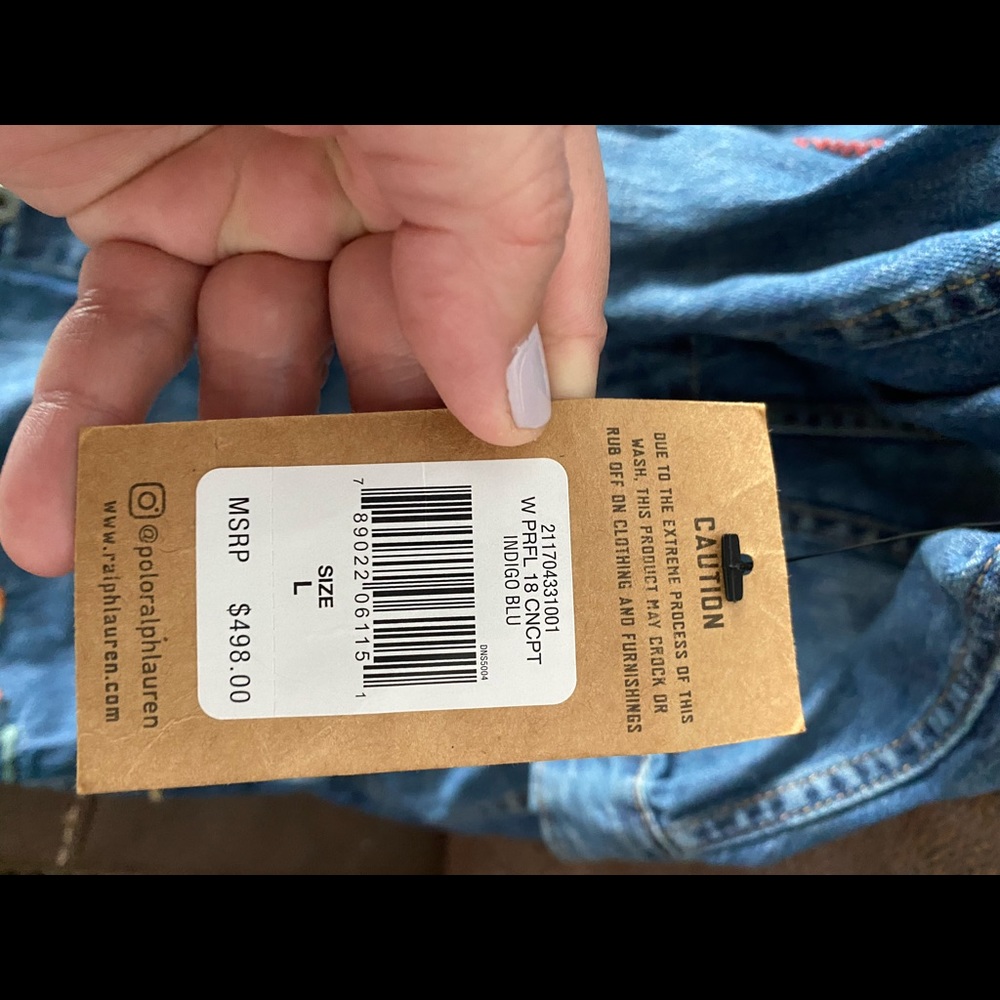 CAUTION
DUE TO THE EXTREME PROCESS OF THIS
WASH, THIS PRODUCT MAY CROCK OR
RUB OFF ON CLOTHING AND FURNISHINGS
211704331001
W PRFL 18 CNCPT
INDIGO BLU
DNS5004
7 89022 06115 1
SIZE
L
MSRP $498.00
@poloralphlauren
www.ralphlauren.com